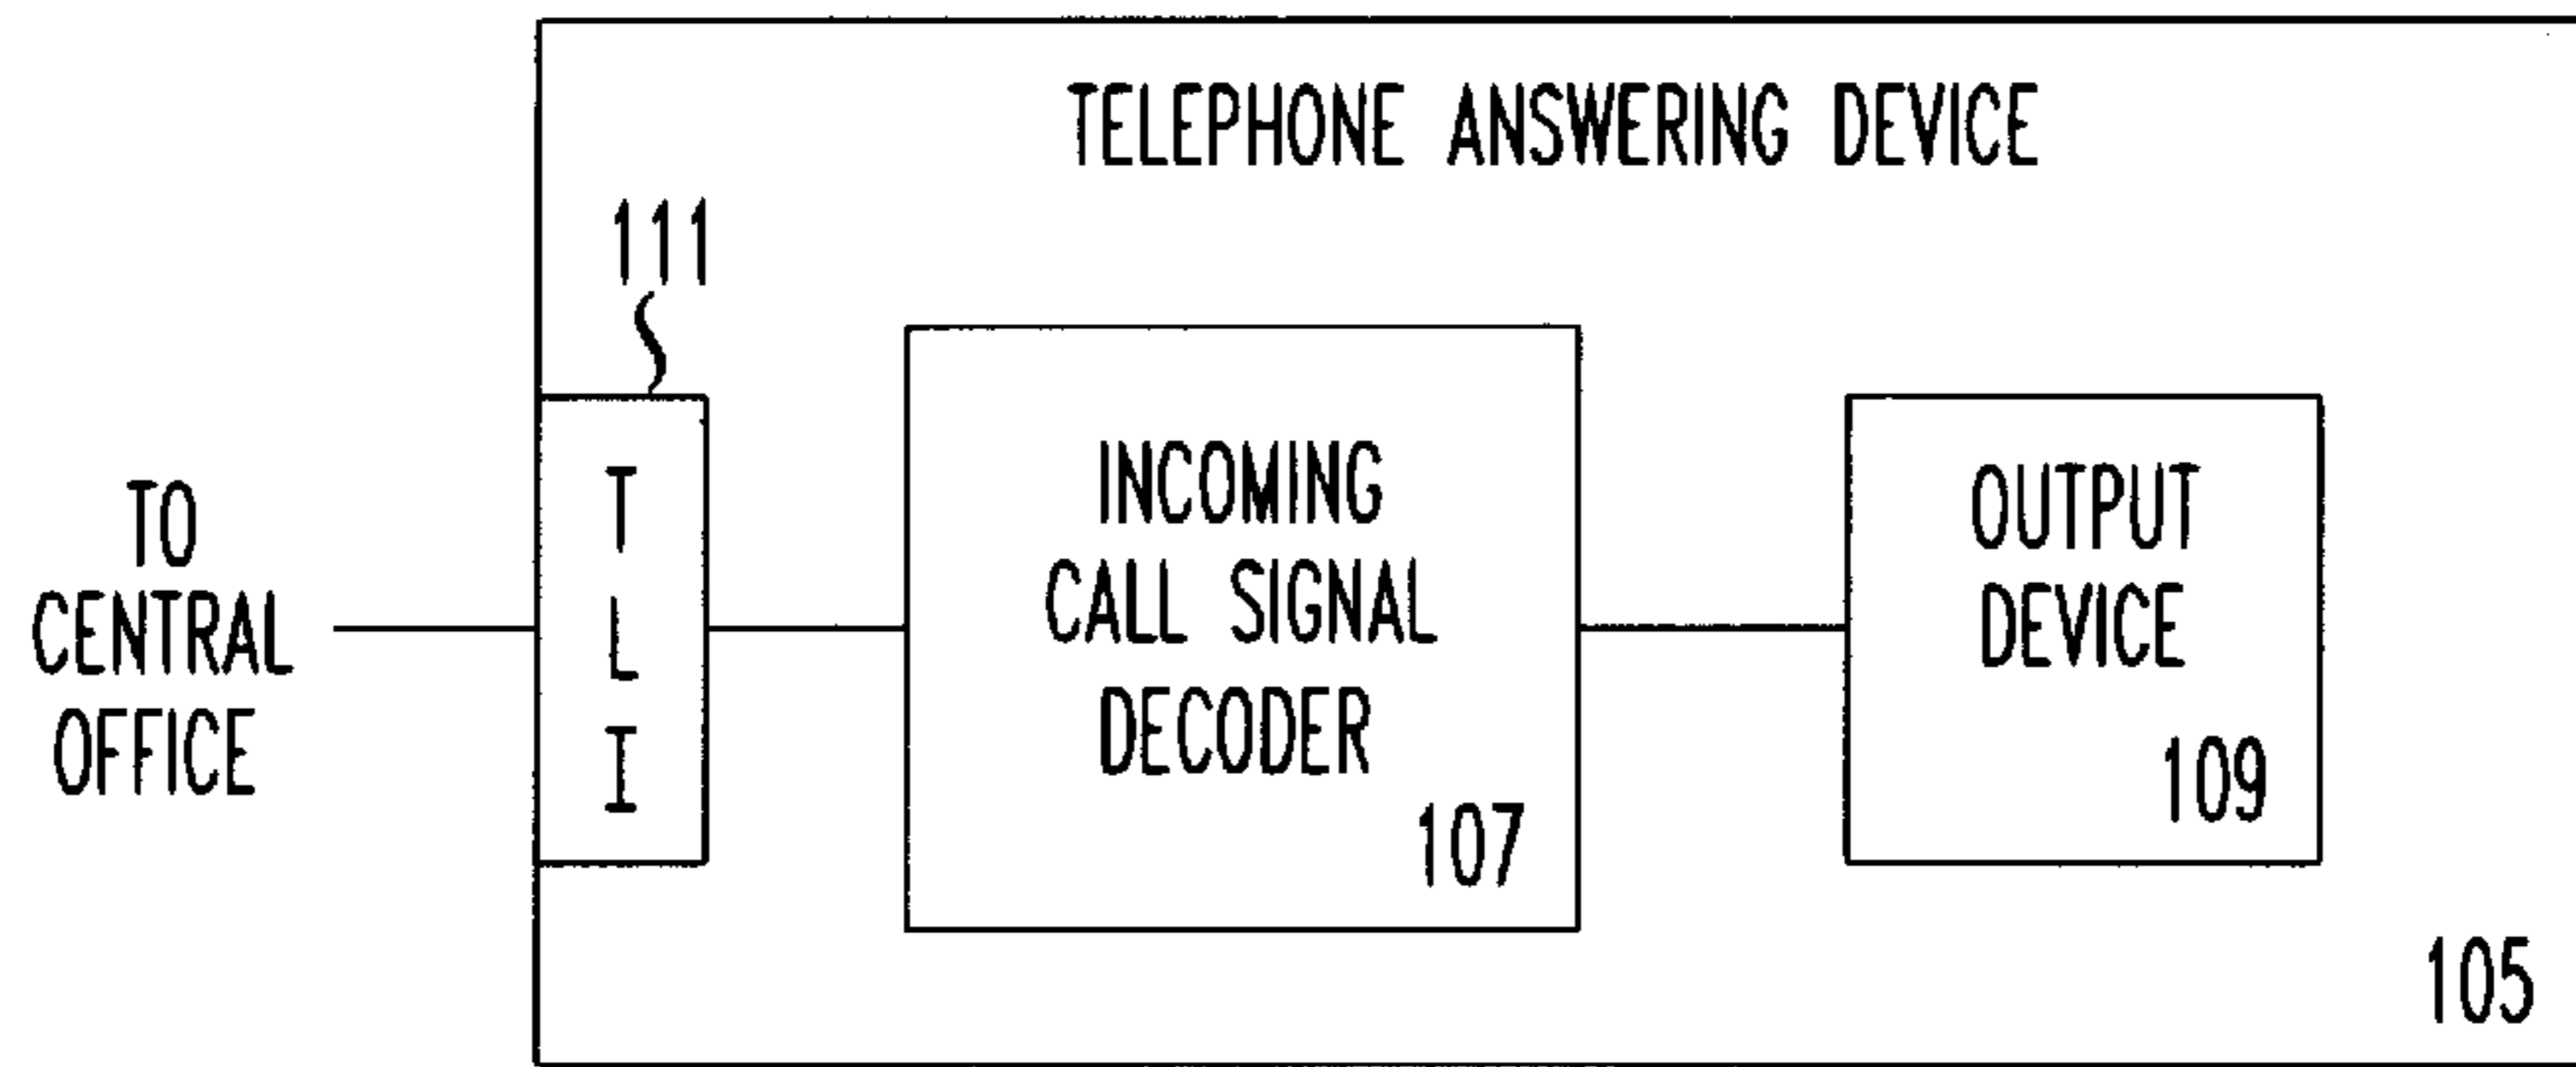 TELEPHONE ANSWERING DEVICE
111
TO
CENTRAL
OFFICE
T
L
I
INCOMING
CALL SIGNAL
DECODER
107
OUTPUT
DEVICE
109
105